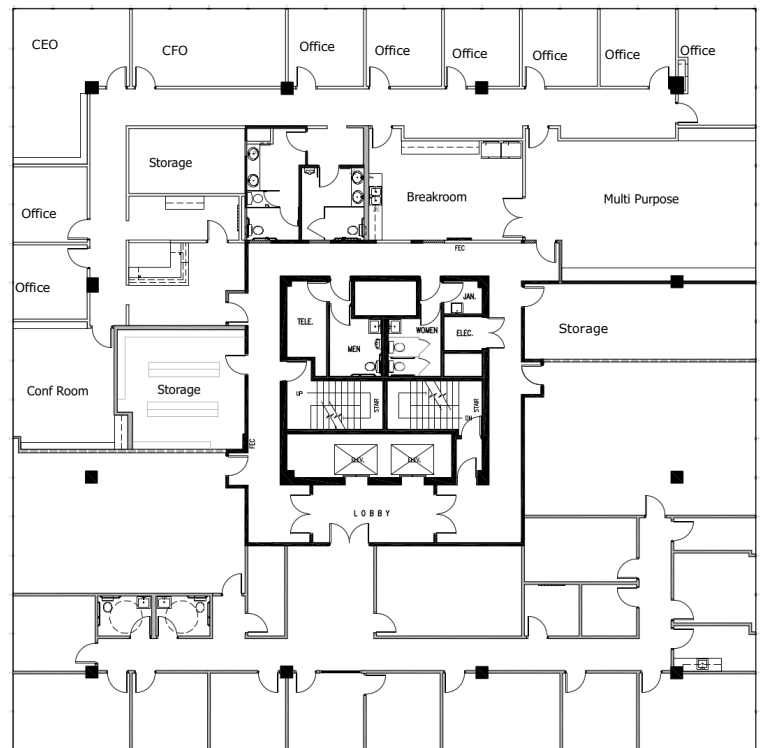 CEO
CFO
Office
Office
Office
Office
Office
Office
Storage
Breakroom
Multi Purpose
Office
FEC
Office
JAN.
TELE.
WOMEN
ELEC.
MEN
Storage
Conf Room
Storage
UP
STAIR
STAIR
DN
FEC
ELEV.
ELEV.
LOBBY